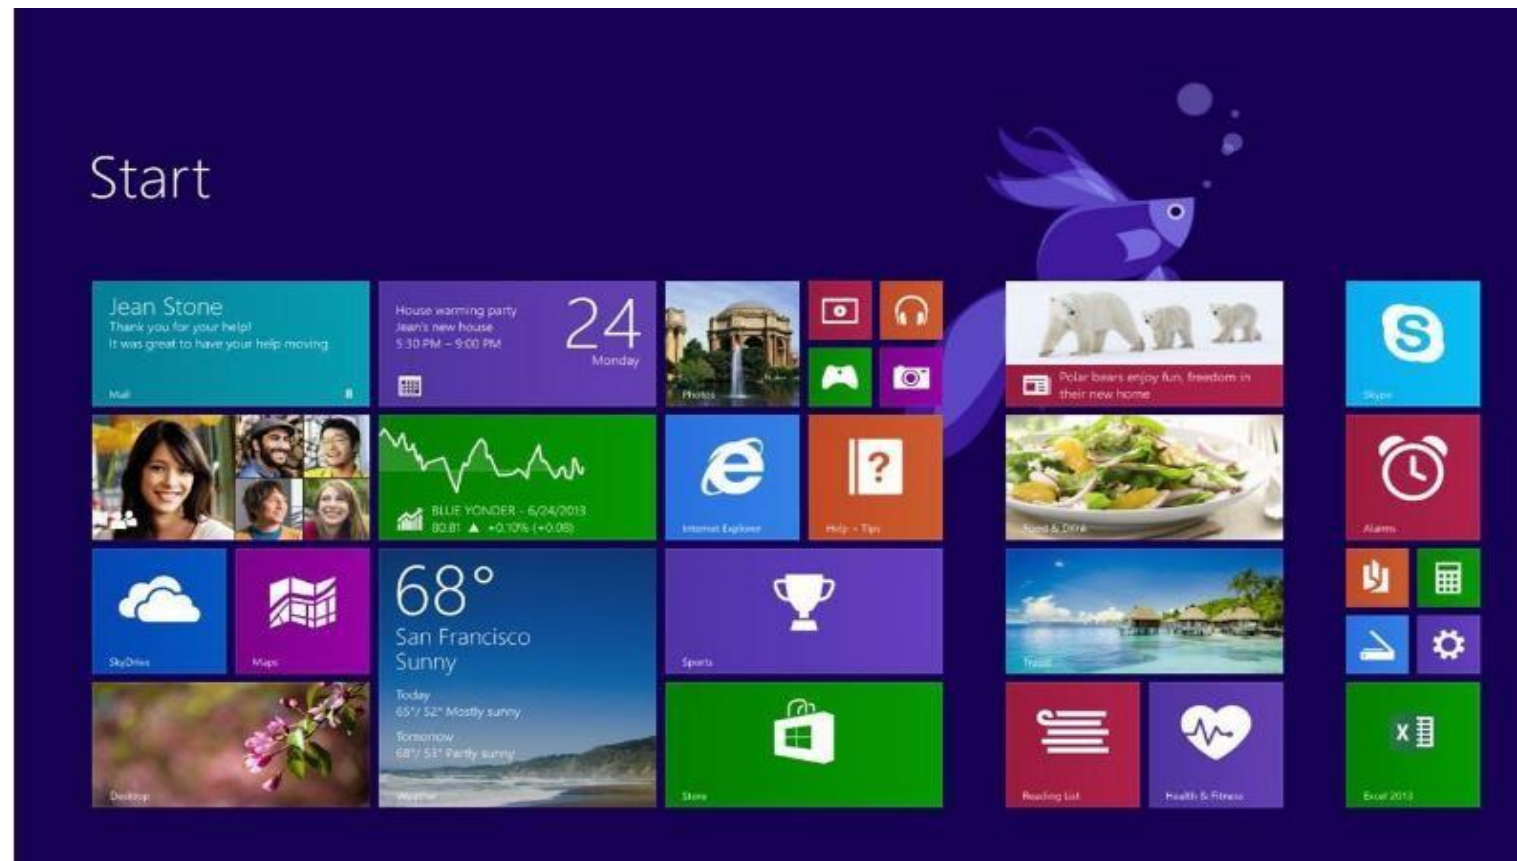 Start
Jean Stone
Thank you for your help!
It was great to have your help moving
Mail
8
House warming party
Jean's new house
5:30 PM – 9:00 PM
24
Monday
Photos
Polar bears enjoy fun, freedom in
their new home
Skype
BLUE YONDER - 6/24/2013
80.81 ▲ +0.10% (+0.08)
Internet Explorer
?
Help + Tips
Food & Drink
Alarms
SkyDrive
Maps
68°
San Francisco
Sunny
Today
65°/ 52° Mostly sunny
Tomorrow
68°/ 53° Partly sunny
Weather
Sports
Travel
Desktop
Store
Reading List
Health & Fitness
Excel 2013